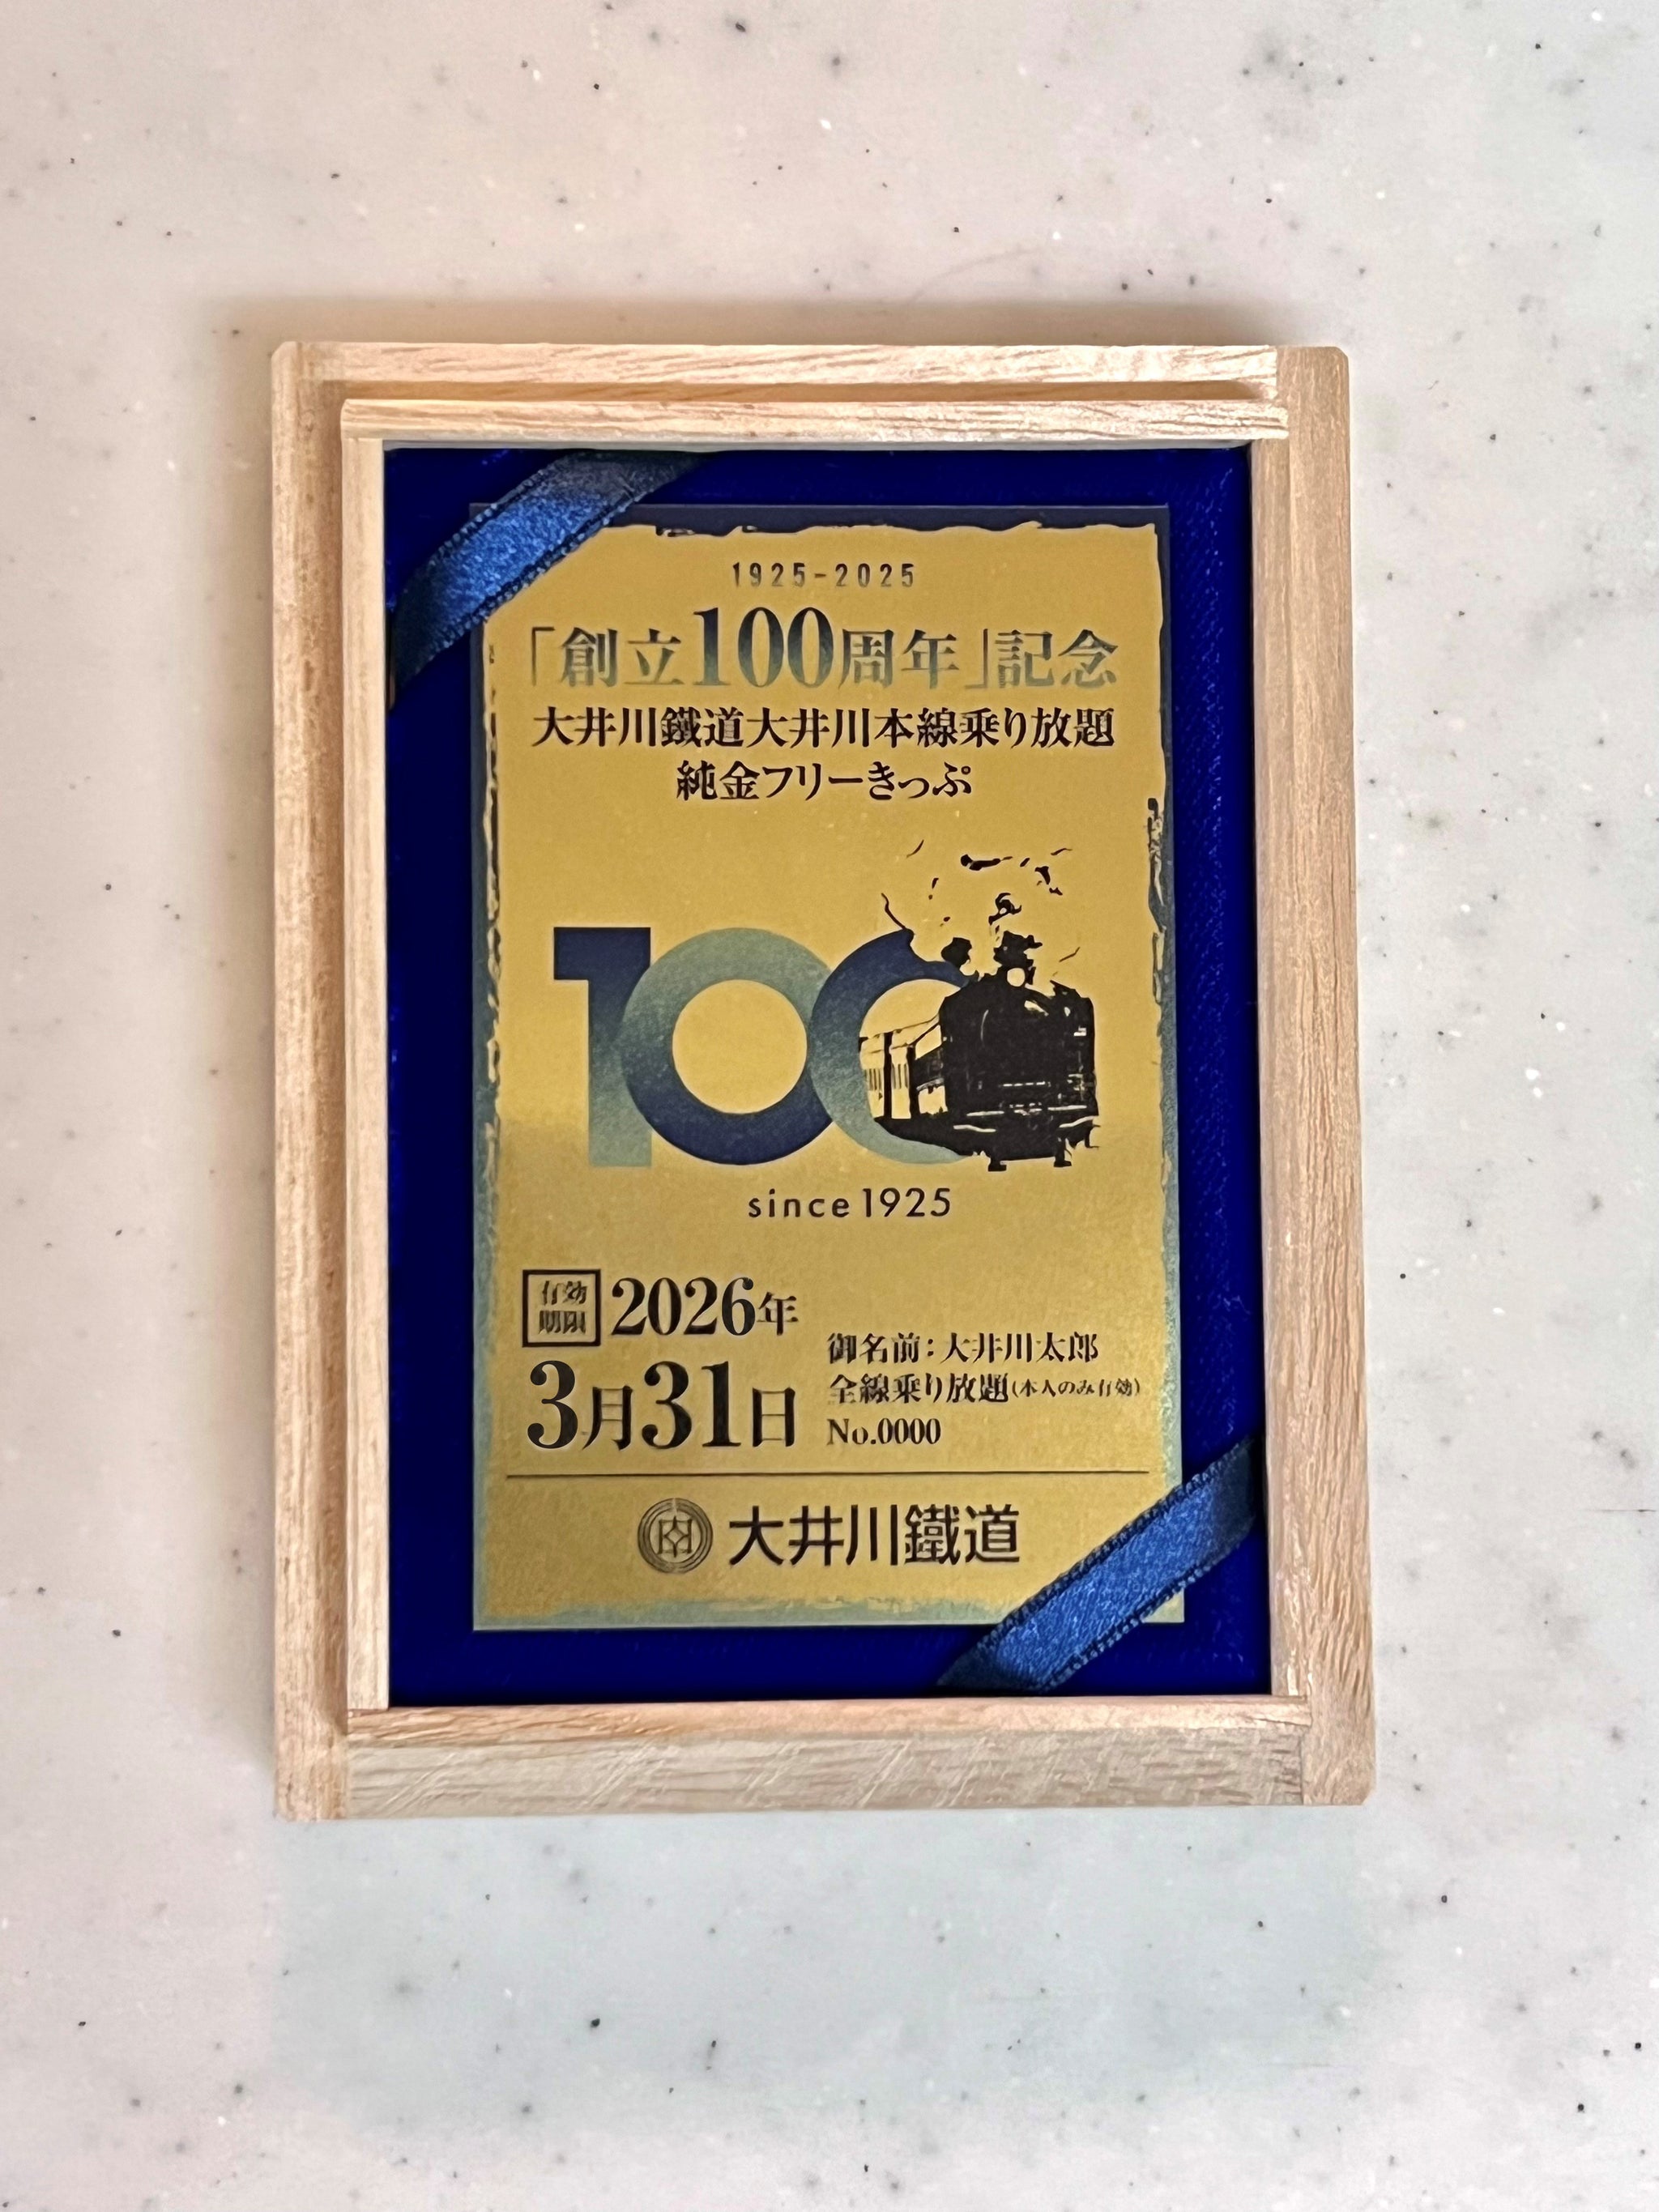 1925-2025
「創立100周年」記念
大井川鐵道大井川本線乗り放題
純金フリーきっぷ
100
since 1925
有効期限 2026年
3月31日
御名前:大井川太郎
全線乗り放題(本人のみ有効)
No.0000
大井川鐵道